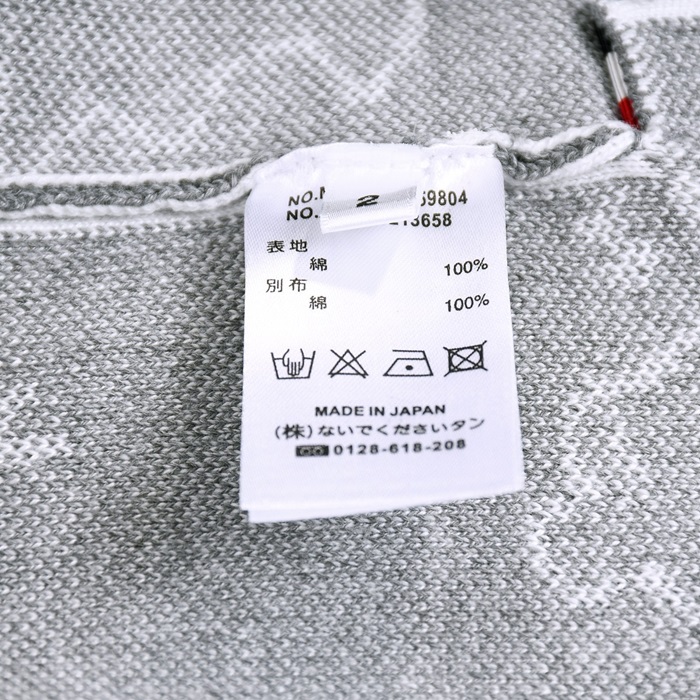 NO.
2
59804
NO.
13658
表地
綿 100%
別布
綿 100%
MADE IN JAPAN
(株)ないでくださいタン
0128-618-208